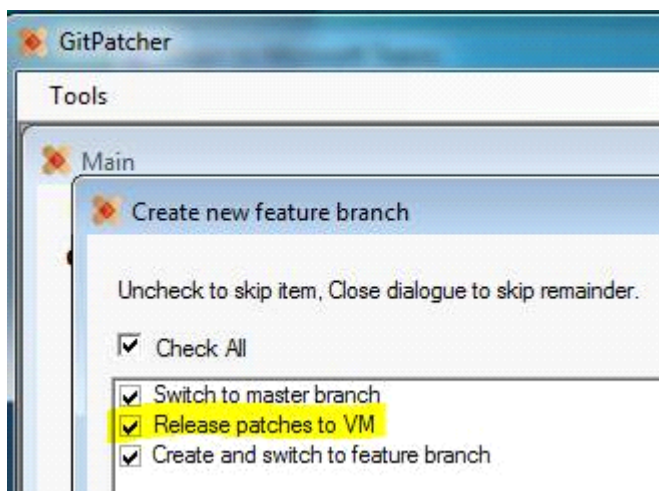 GitPatcher
Tools
Main
Create new feature branch
Uncheck to skip item, Close dialogue to skip remainder.
Check All
Switch to master branch
Release patches to VM
Create and switch to feature branch